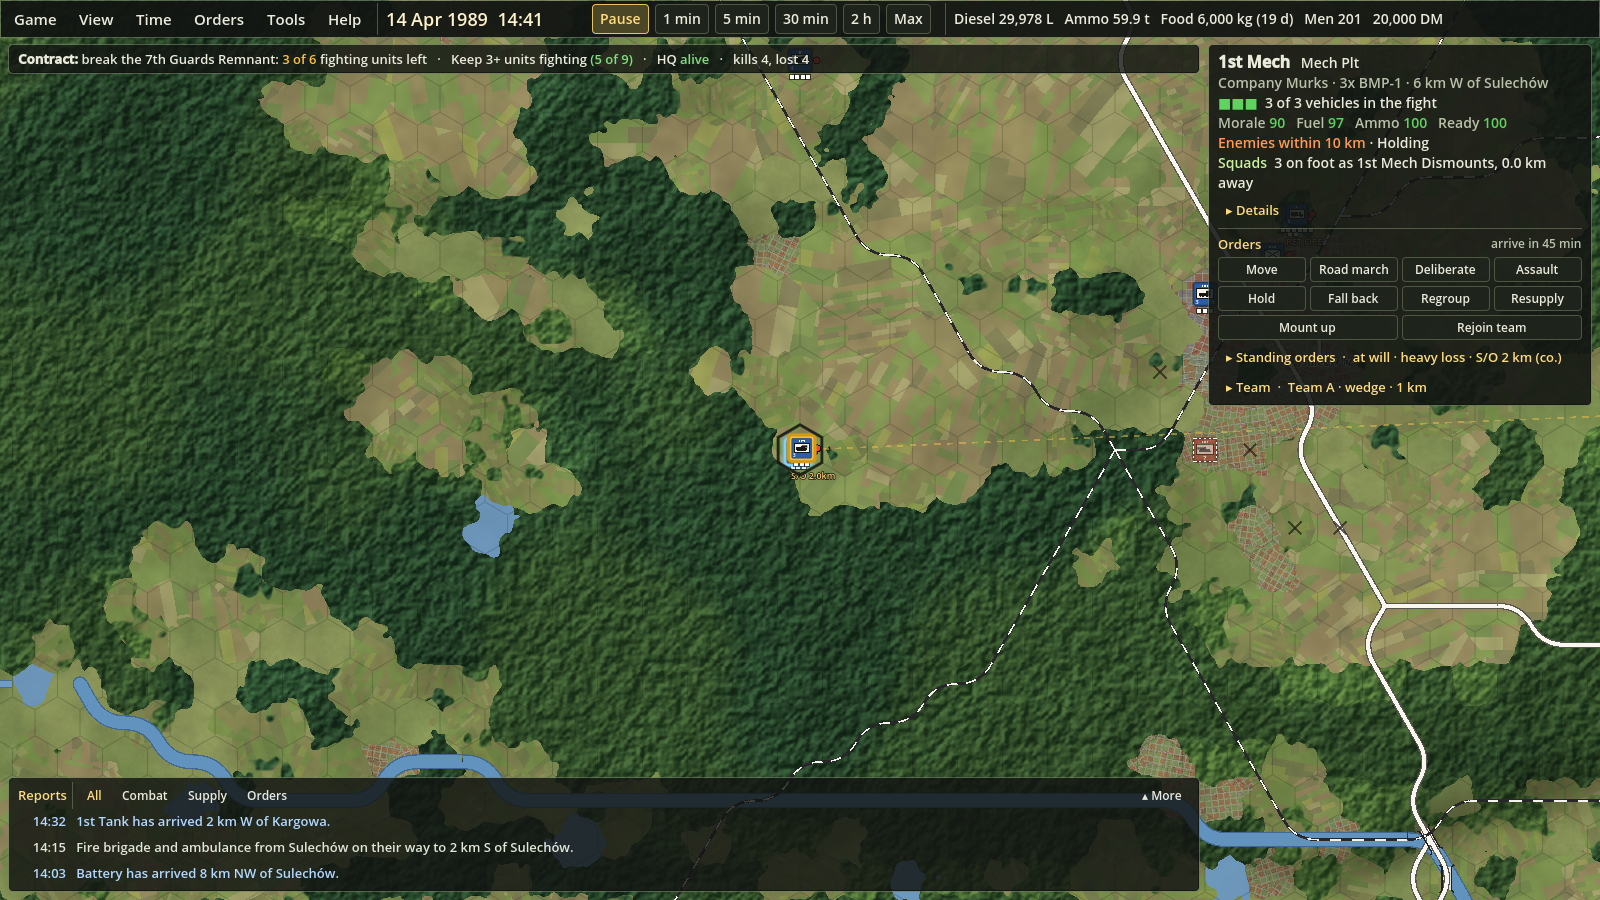 Game View Time Orders Tools Help 14 Apr 1989 14:41 Pause 1 min 5 min 30 min 2 h Max Diesel 29,978 L Ammo 59.9 t Food 6,000 kg (19 d) Men 201 20,000 DM
Contract: break the 7th Guards Remnant: 3 of 6 fighting units left · Keep 3+ units fighting (5 of 9) · HQ alive · kills 4, lost 4
1st Mech Mech Plt
Company Murks · 3x BMP-1 · 6 km W of Sulechów
3 of 3 vehicles in the fight
Morale 90 Fuel 97 Ammo 100 Ready 100
Enemies within 10 km · Holding
Squads 3 on foot as 1st Mech Dismounts, 0.0 km
away
▸ Details
Orders arrive in 45 min
Move Road march Deliberate Assault
Hold Fall back Regroup Resupply
Mount up Rejoin team
▸ Standing orders · at will · heavy loss · S/O 2 km (co.)
▸ Team · Team A · wedge · 1 km
S/O 2.0km
Reports All Combat Supply Orders ▴ More
14:32 1st Tank has arrived 2 km W of Kargowa.
14:15 Fire brigade and ambulance from Sulechów on their way to 2 km S of Sulechów.
14:03 Battery has arrived 8 km NW of Sulechów.